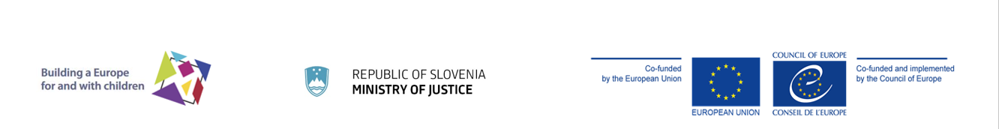 Building a Europe
for and with children
REPUBLIC OF SLOVENIA
MINISTRY OF JUSTICE
Co-funded
by the European Union
EUROPEAN UNION
COUNCIL OF EUROPE
CONSEIL DE L'EUROPE
Co-funded and implemented
by the Council of Europe